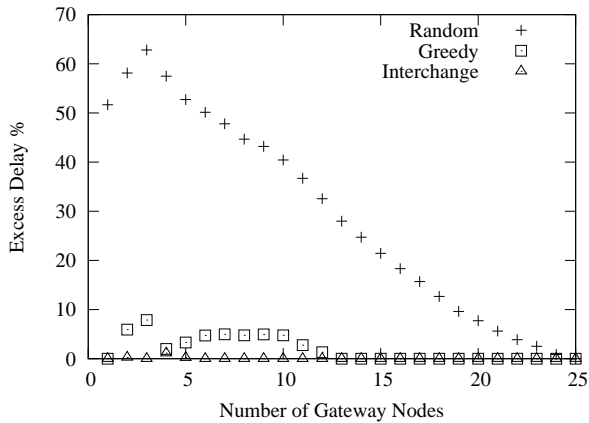 70
60
50
40
30
20
10
0
Excess Delay %
Random
Greedy
Interchange
0 5 10 15 20 25
Number of Gateway Nodes